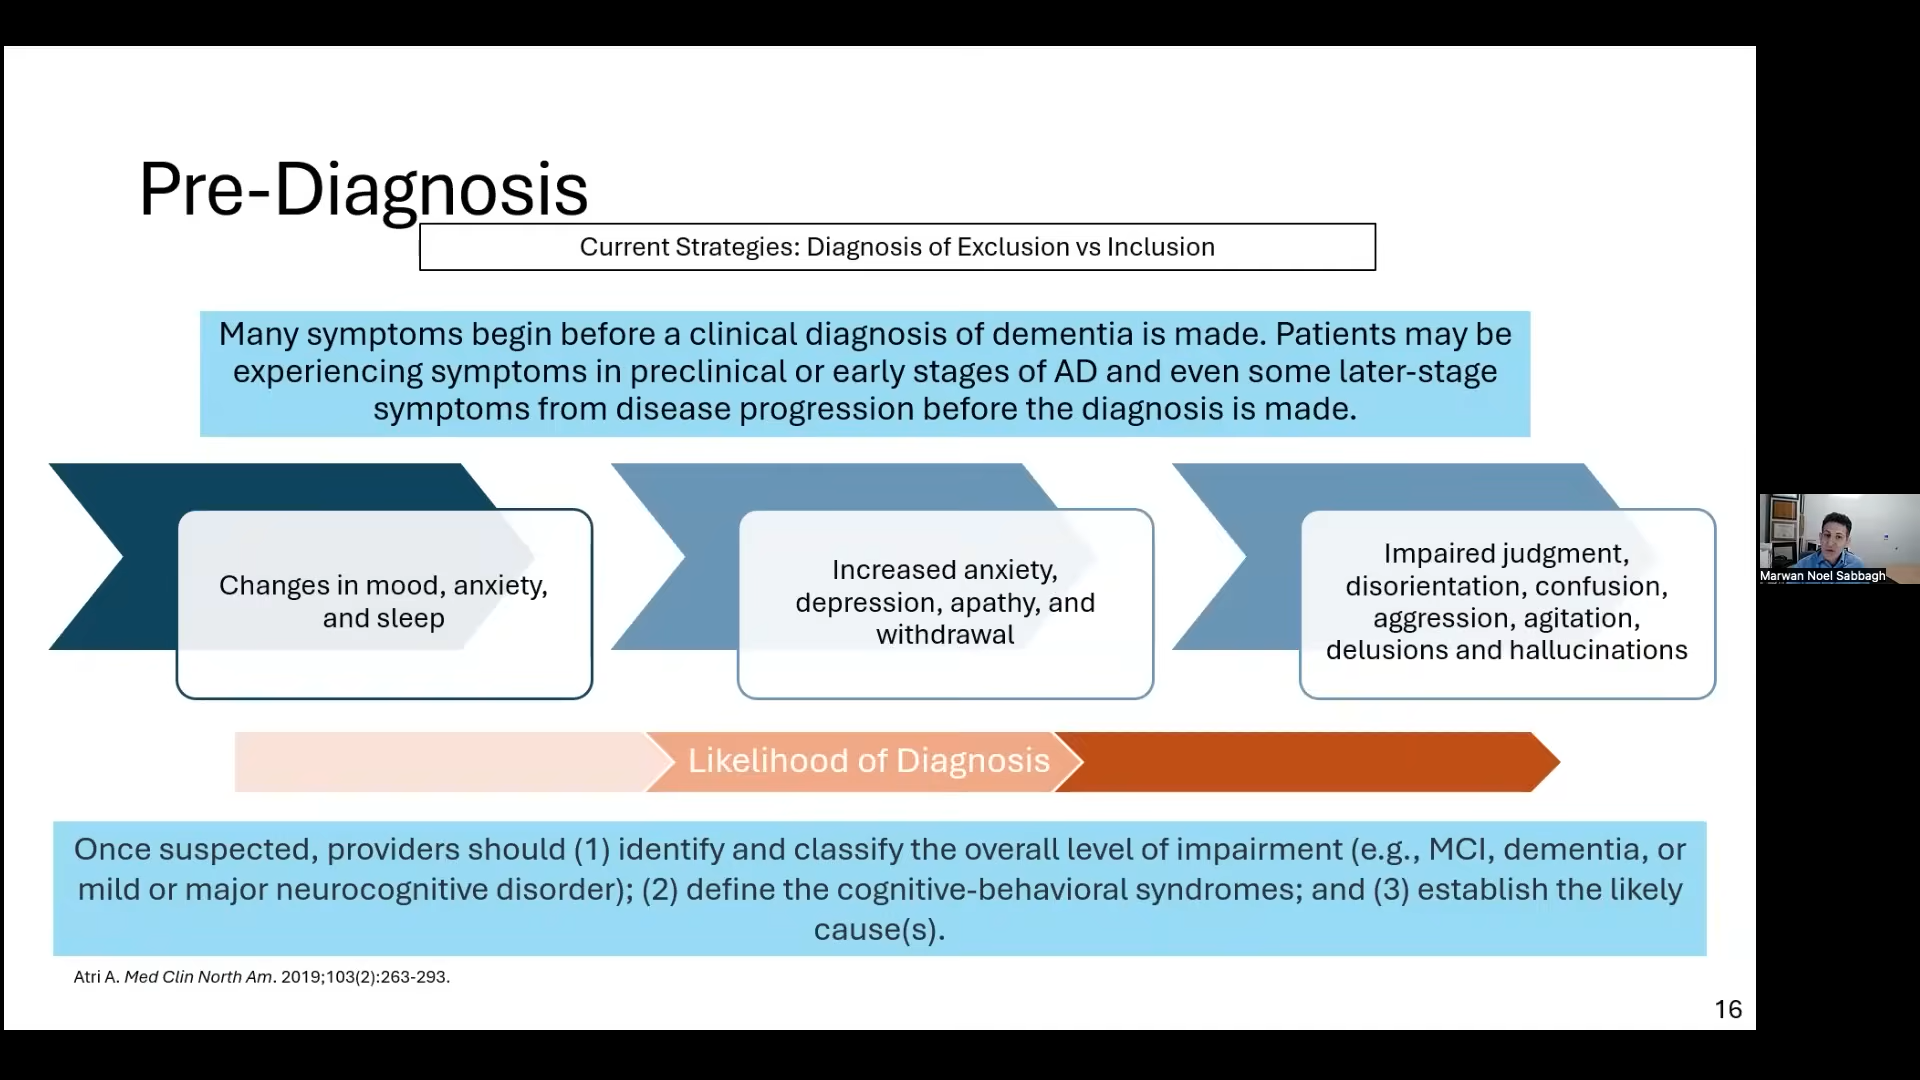 Pre-Diagnosis
Current Strategies: Diagnosis of Exclusion vs Inclusion
Many symptoms begin before a clinical diagnosis of dementia is made. Patients may be
experiencing symptoms in preclinical or early stages of AD and even some later-stage
symptoms from disease progression before the diagnosis is made.
Changes in mood, anxiety,
and sleep
Increased anxiety,
depression, apathy, and
withdrawal
Impaired judgment,
disorientation, confusion,
aggression, agitation,
delusions and hallucinations
Likelihood of Diagnosis
Once suspected, providers should (1) identify and classify the overall level of impairment (e.g., MCI, dementia, or
mild or major neurocognitive disorder); (2) define the cognitive-behavioral syndromes; and (3) establish the likely
cause(s).
Atri A. Med Clin North Am. 2019;103(2):263-293.
16
Marwan Noel Sabbagh